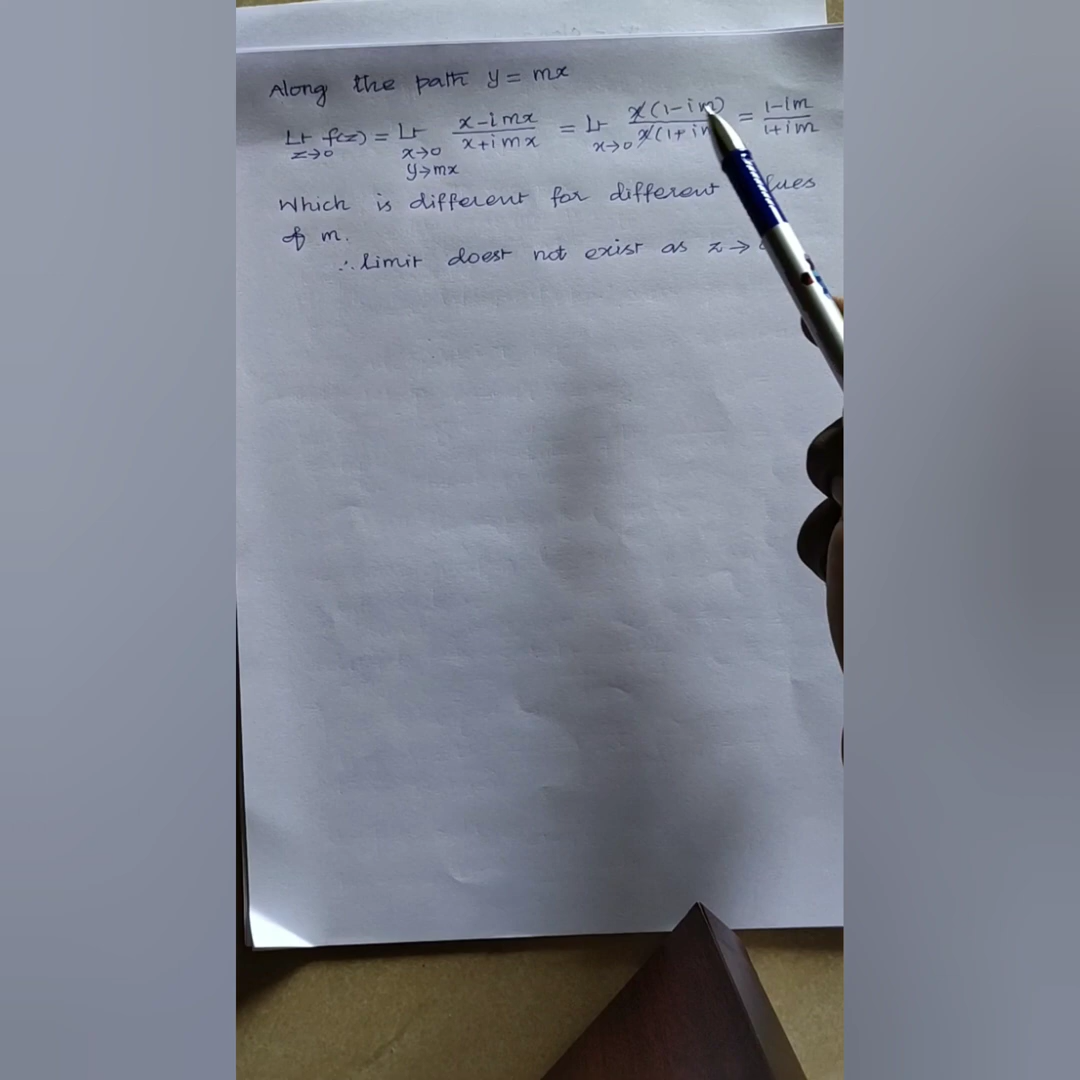 Along the path y = mx
Lt z→0 f(z) = Lt x→0 y→mx (x-imx)/(x+imx) = Lt x→0 x(1-im)/x(1+i = (1-im)/(1+im)
Which is different for different
of m.
∴ limit doest not exist as z →